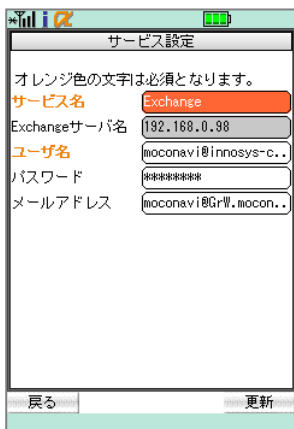 iα
サービス設定
オレンジ色の文字は必須となります。
サービス名 Exchange
Exchangeサーバ名 192.168.0.98
ユーザ名 moconavi@innosys-c..
パスワード ********
メールアドレス moconavi@GrW.mocon..
戻る 更新